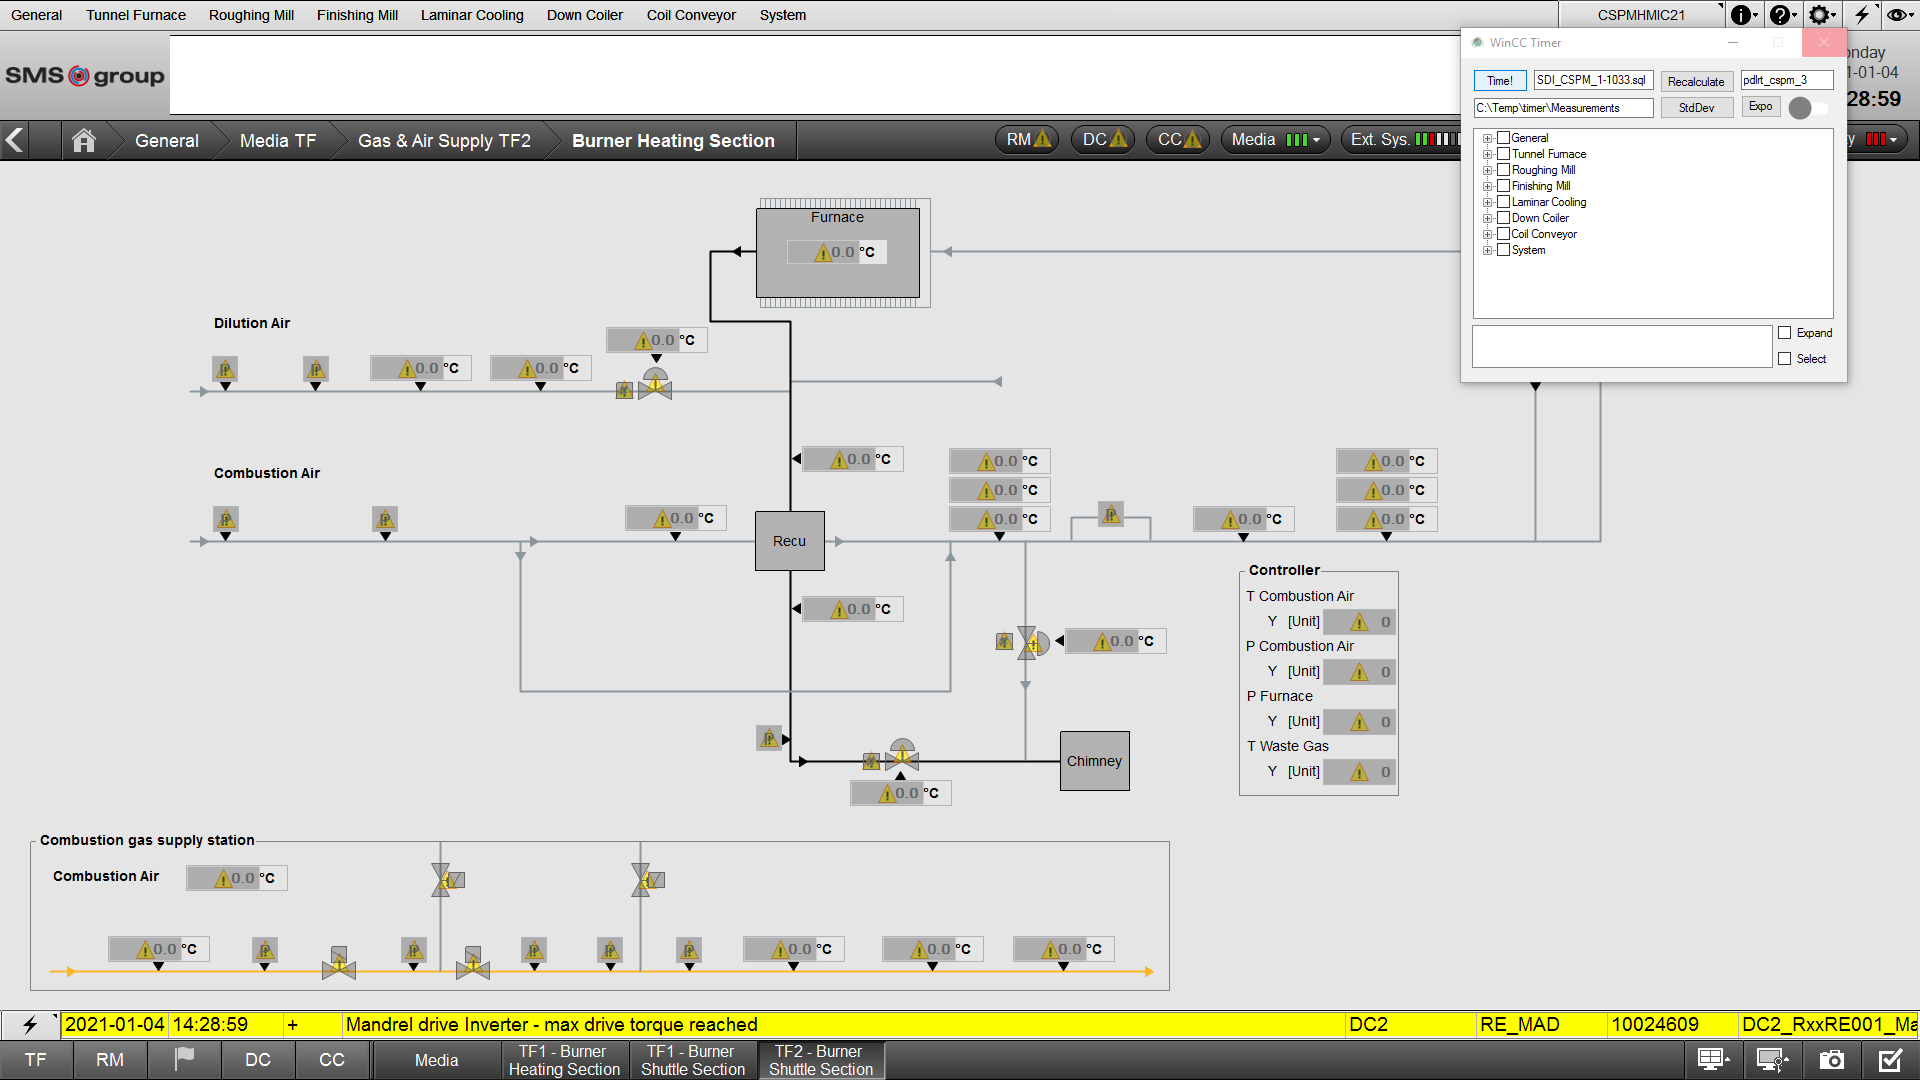 General Tunnel Furnace Roughing Mill Finishing Mill Laminar Cooling Down Coiler Coil Conveyor System CSPMHMIC21
SMS group
WinCC Timer
Time! SDI_CSPM_1-1033.sql Recalculate pdlrt_cspm_3
C:\Temp\timer\Measurements StdDev Expo
General
Tunnel Furnace
Roughing Mill
Finishing Mill
Laminar Cooling
Down Coiler
Coil Conveyor
System
Expand
Select
nday
1-01-04
28:59
General Media TF Gas & Air Supply TF2 Burner Heating Section RM DC CC Media Ext. Sys. y
Furnace
0.0 °C
Dilution Air
0.0 °C
P P 0.0 °C 0.0 °C
0.0 °C
Combustion Air
0.0 °C 0.0 °C
0.0 °C 0.0 °C
P P 0.0 °C 0.0 °C P 0.0 °C 0.0 °C
Recu
0.0 °C
0.0 °C
Controller
T Combustion Air
Y [Unit] 0
P Combustion Air
Y [Unit] 0
P Furnace
Y [Unit] 0
T Waste Gas
Y [Unit] 0
P
Chimney
0.0 °C
Combustion gas supply station
Combustion Air 0.0 °C
0.0 °C P P P P P 0.0 °C 0.0 °C 0.0 °C
2021-01-04 14:28:59 + Mandrel drive Inverter - max drive torque reached DC2 RE_MAD 10024609 DC2_RxxRE001_Ma
TF RM DC CC Media
TF1 - Burner Heating Section
TF1 - Burner Shuttle Section
TF2 - Burner Shuttle Section